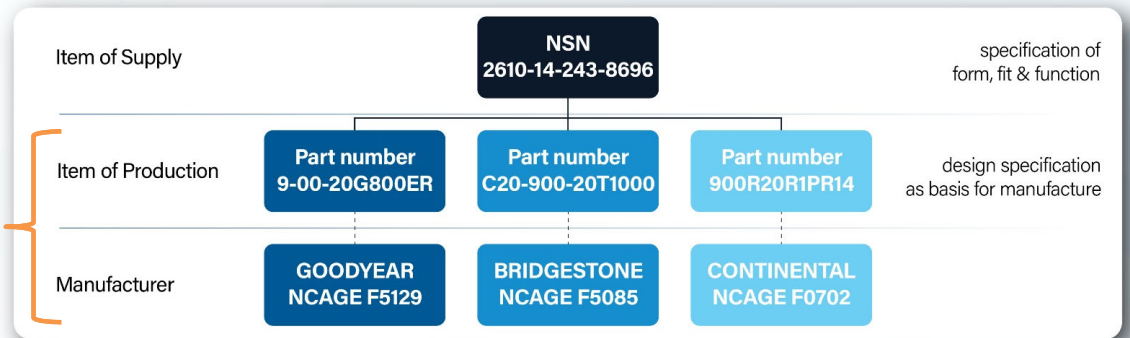 Item of Supply
NSN
2610-14-243-8696
specification of
form, fit & function
Item of Production
Part number
9-00-20G800ER
Part number
C20-900-20T1000
Part number
900R20R1PR14
design specification
as basis for manufacture
Manufacturer
GOODYEAR
NCAGE F5129
BRIDGESTONE
NCAGE F5085
CONTINENTAL
NCAGE F0702